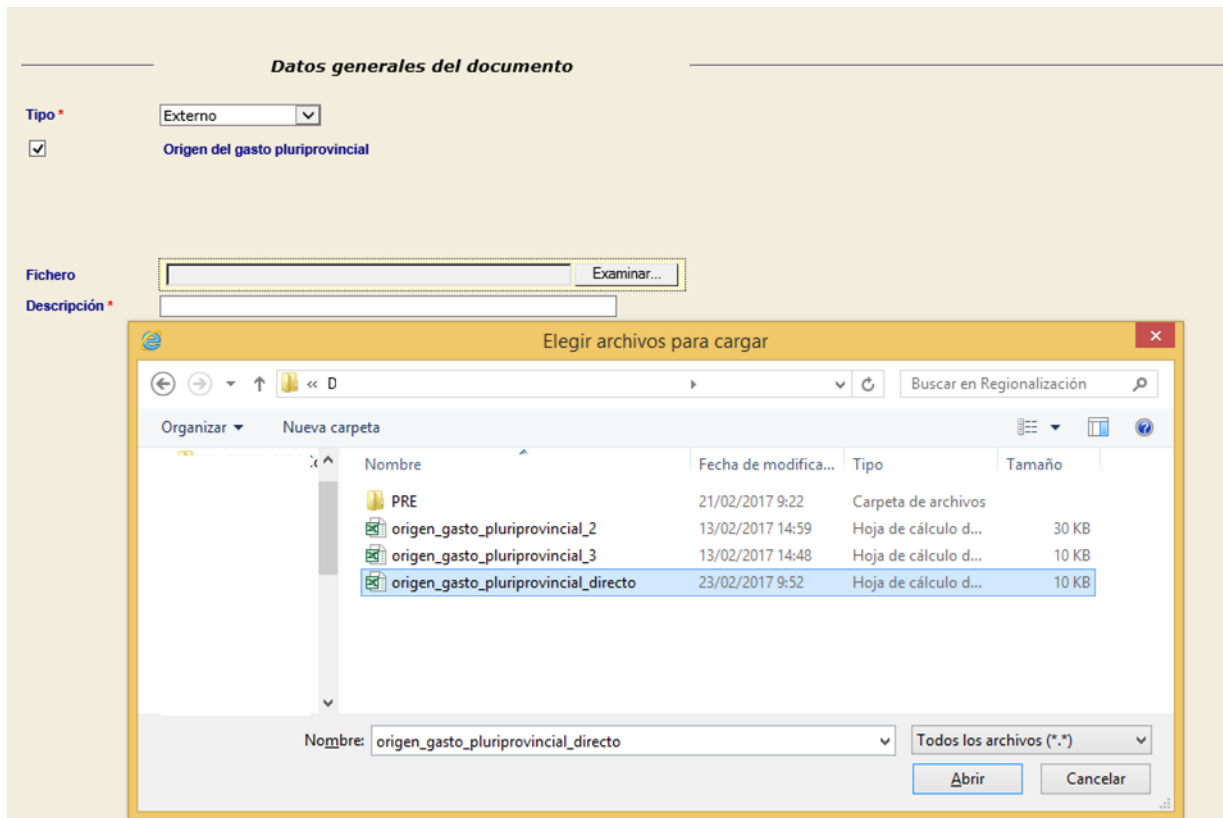 Datos generales del documento
Tipo * Externo
Origen del gasto pluriprovincial
Fichero Examinar...
Descripción *
Elegir archivos para cargar
« D Buscar en Regionalización
Organizar Nueva carpeta
Nombre Fecha de modifica... Tipo Tamaño
PRE 21/02/2017 9:22 Carpeta de archivos
origen_gasto_pluriprovincial_2 13/02/2017 14:59 Hoja de cálculo d... 30 KB
origen_gasto_pluriprovincial_3 13/02/2017 14:48 Hoja de cálculo d... 10 KB
origen_gasto_pluriprovincial_directo 23/02/2017 9:52 Hoja de cálculo d... 10 KB
Nombre: origen_gasto_pluriprovincial_directo Todos los archivos (*.*)
Abrir Cancelar